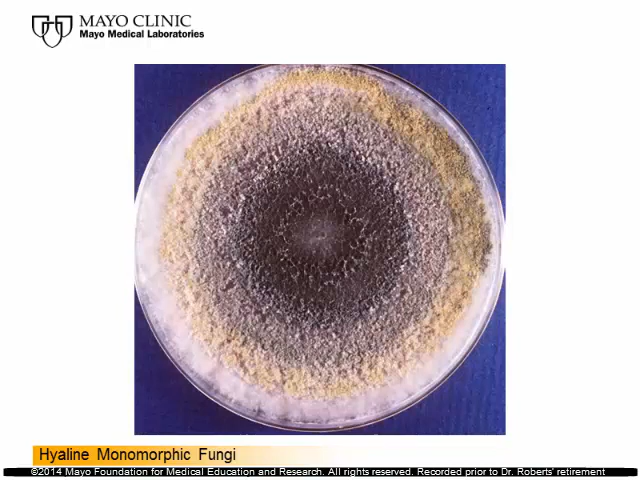 MAYO CLINIC
Mayo Medical Laboratories
Hyaline Monomorphic Fungi
©2014 Mayo Foundation for Medical Education and Research. All rights reserved. Recorded prior to Dr. Roberts' retirement